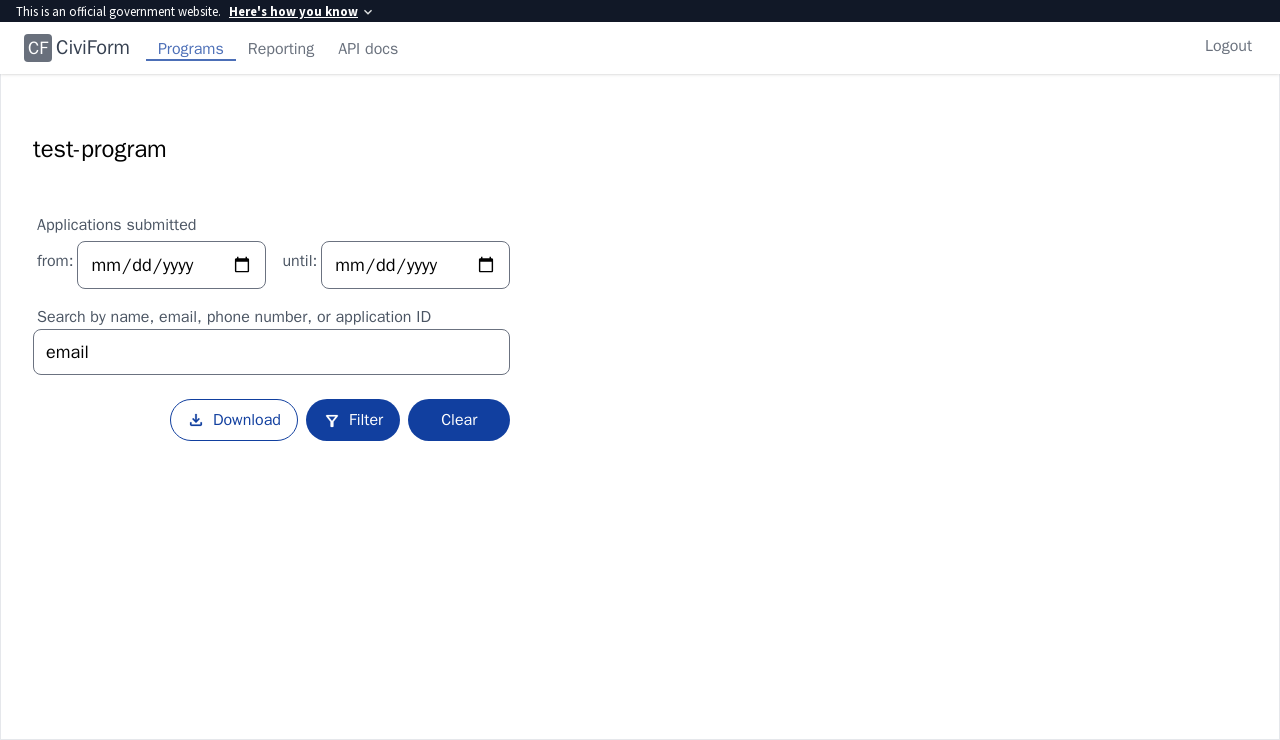 This is an official government website. Here's how you know
CF CiviForm Programs Reporting API docs Logout
test-program
Applications submitted
from: mm/dd/yyyy until: mm/dd/yyyy
Search by name, email, phone number, or application ID
email
Download Filter Clear